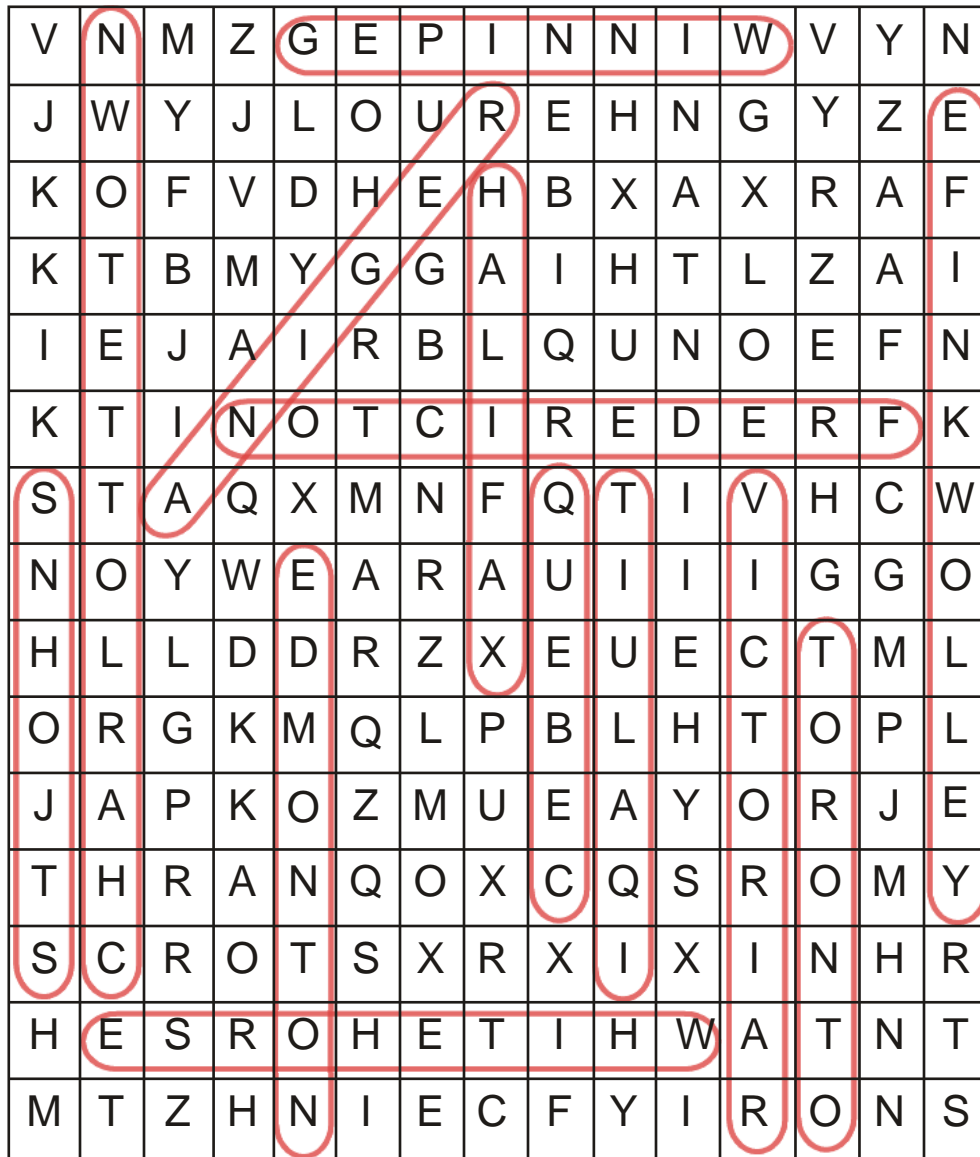 V N M Z G E P I N N I W V Y N
J W Y J L O U R E H N G Y Z E
K O F V D H E H B X A X R A F
K T B M Y G G A I H T L Z A I
I E J A I R B L Q U N O E F N
K T I N O T C I R E D E R F K
S T A Q X M N F Q T I V H C W
N O Y W E A R A U I I I G G O
H L L D D R Z X E U E C T M L
O R G K M Q L P B L H T O P L
J A P K O Z M U E A Y O R J E
T H R A N Q O X C Q S R O M Y
S C R O T S X R X I X I N H R
H E S R O H E T I H W A T N T
M T Z H N I E C F Y I R O N S